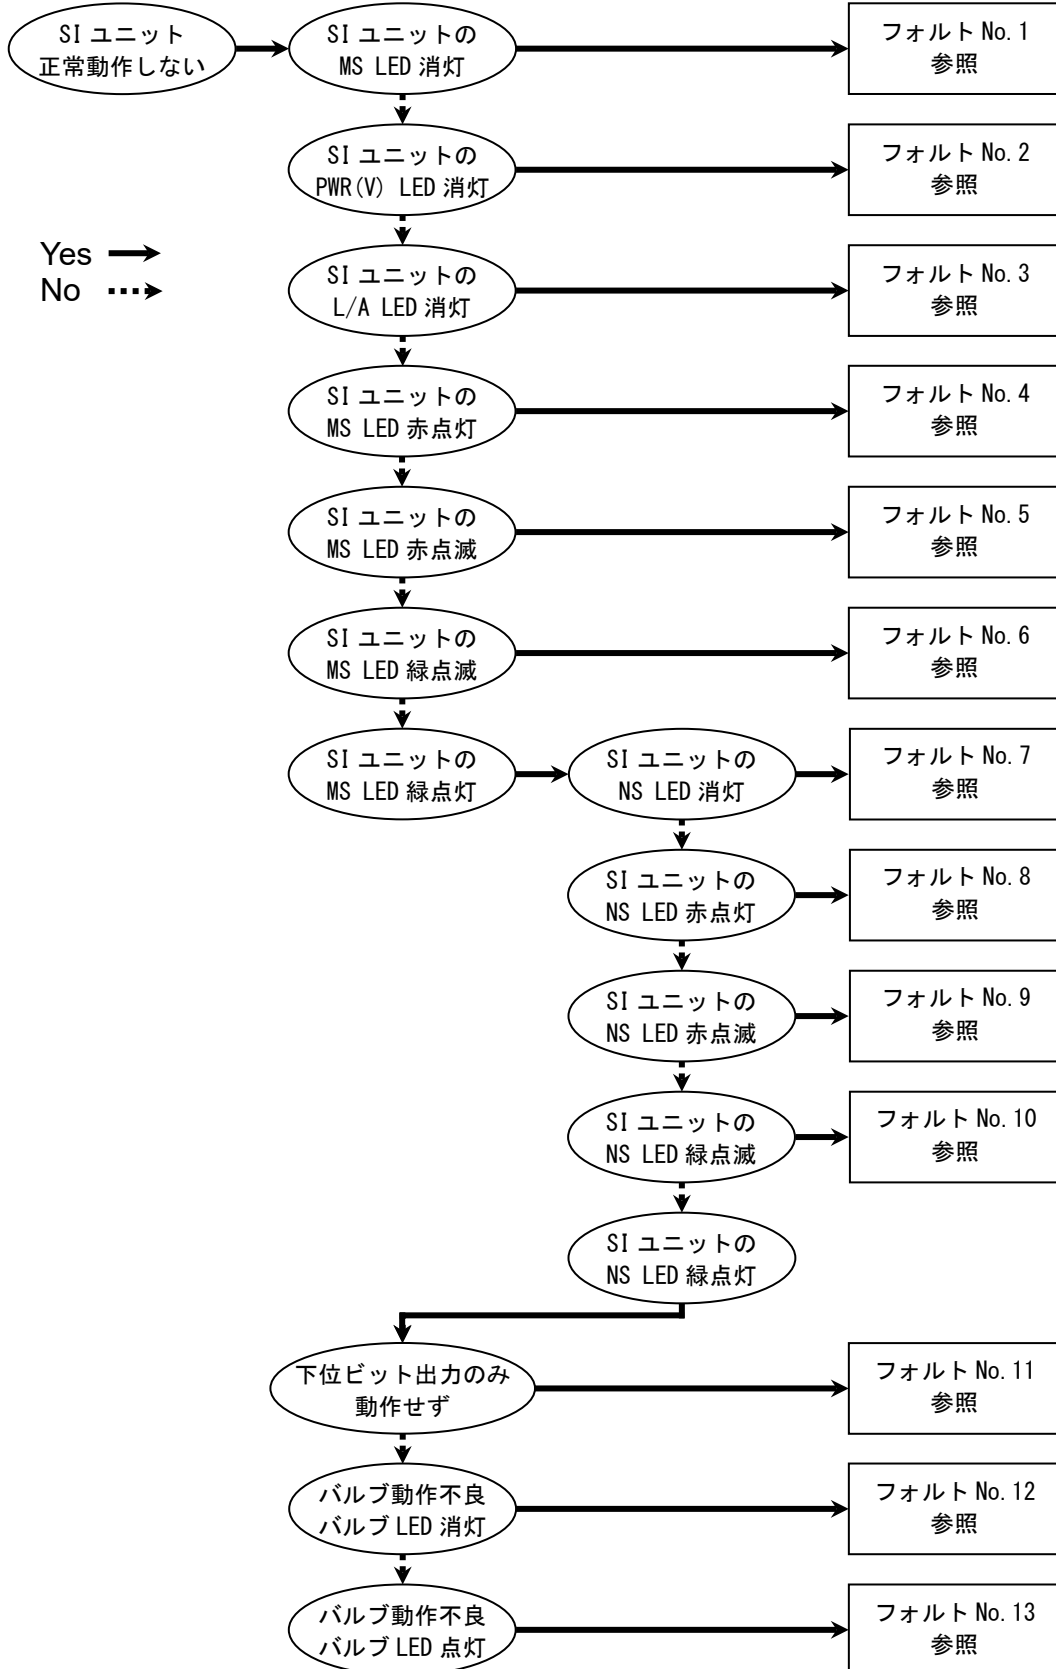 SI ユニット
正常動作しない
SI ユニットの
MS LED 消灯
フォルト No. 1
参照
SI ユニットの
PWR(V) LED 消灯
フォルト No. 2
参照
Yes
No
SI ユニットの
L/A LED 消灯
フォルト No. 3
参照
SI ユニットの
MS LED 赤点灯
フォルト No. 4
参照
SI ユニットの
MS LED 赤点滅
フォルト No. 5
参照
SI ユニットの
MS LED 緑点滅
フォルト No. 6
参照
SI ユニットの
MS LED 緑点灯
SI ユニットの
NS LED 消灯
フォルト No. 7
参照
SI ユニットの
NS LED 赤点灯
フォルト No. 8
参照
SI ユニットの
NS LED 赤点滅
フォルト No. 9
参照
SI ユニットの
NS LED 緑点滅
フォルト No. 10
参照
SI ユニットの
NS LED 緑点灯
下位ビット出力のみ
動作せず
フォルト No. 11
参照
バルブ動作不良
バルブ LED 消灯
フォルト No. 12
参照
バルブ動作不良
バルブ LED 点灯
フォルト No. 13
参照